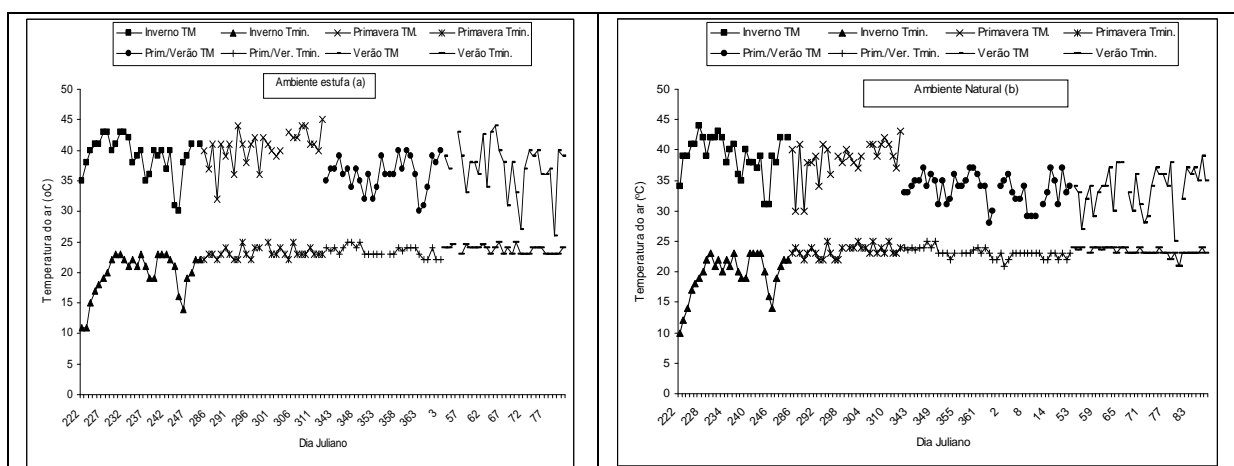 Inverno TM Inverno Tmin. Primavera TM. Primavera Tmin.
Prim./Verão TM Prim./Ver. Tmin. Verão TM Verão Tmin.
Ambiente estufa (a)
Temperatura do ar (oC)
50
45
40
35
30
25
20
15
10
5
0
222 227 232 237 242 247 286 291 296 301 306 311 343 348 353 358 363 3 57 62 67 72 77
Dia Juliano
Inverno TM Inverno Tmin. Primavera TM Primavera Tmin.
Prim./Verão TM Prim./Ver. Tmin. Verão TM Verão Tmin.
Ambiente Natural (b)
Temperatura do ar (ºC)
50
45
40
35
30
25
20
15
10
5
0
222 228 234 240 246 286 292 298 304 310 343 349 355 361 2 8 14 53 59 65 71 77 83
Dia Juliano